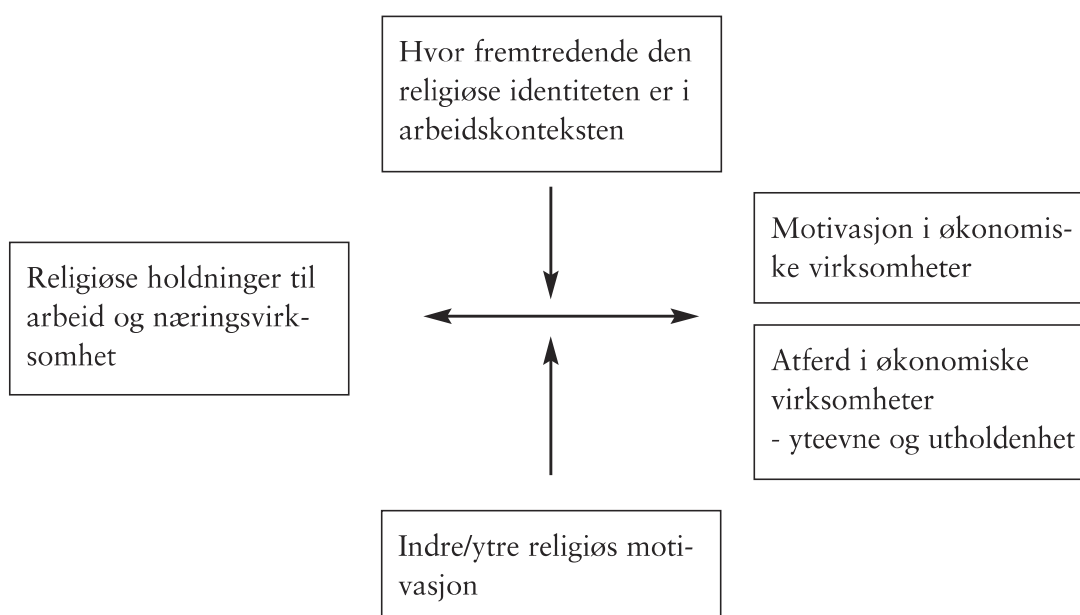 Hvor fremtredende den
religiøse identiteten er i
arbeidskonteksten
Religiøse holdninger til
arbeid og næringsvirk-
somhet
Motivasjon i økonomis-
ke virksomheter
Atferd i økonomiske
virksomheter
- yteevne og utholdenhet
Indre/ytre religiøs moti-
vasjon